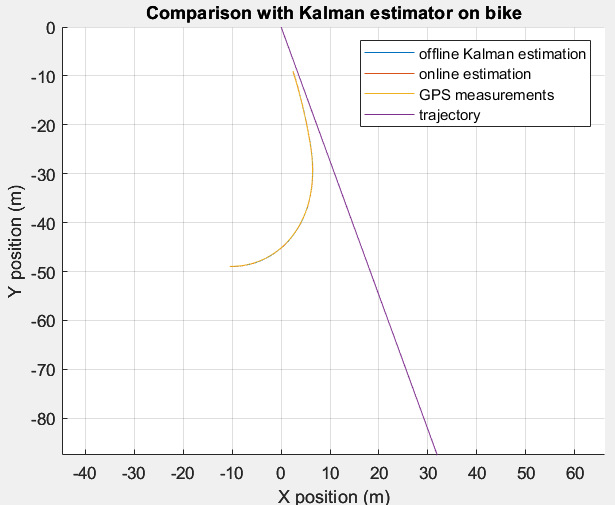 Comparison with Kalman estimator on bike
offline Kalman estimation
online estimation
GPS measurements
trajectory
0
-10
-20
-30
-40
-50
-60
-70
-80
Y position (m)
-40 -30 -20 -10 0 10 20 30 40 50 60
X position (m)